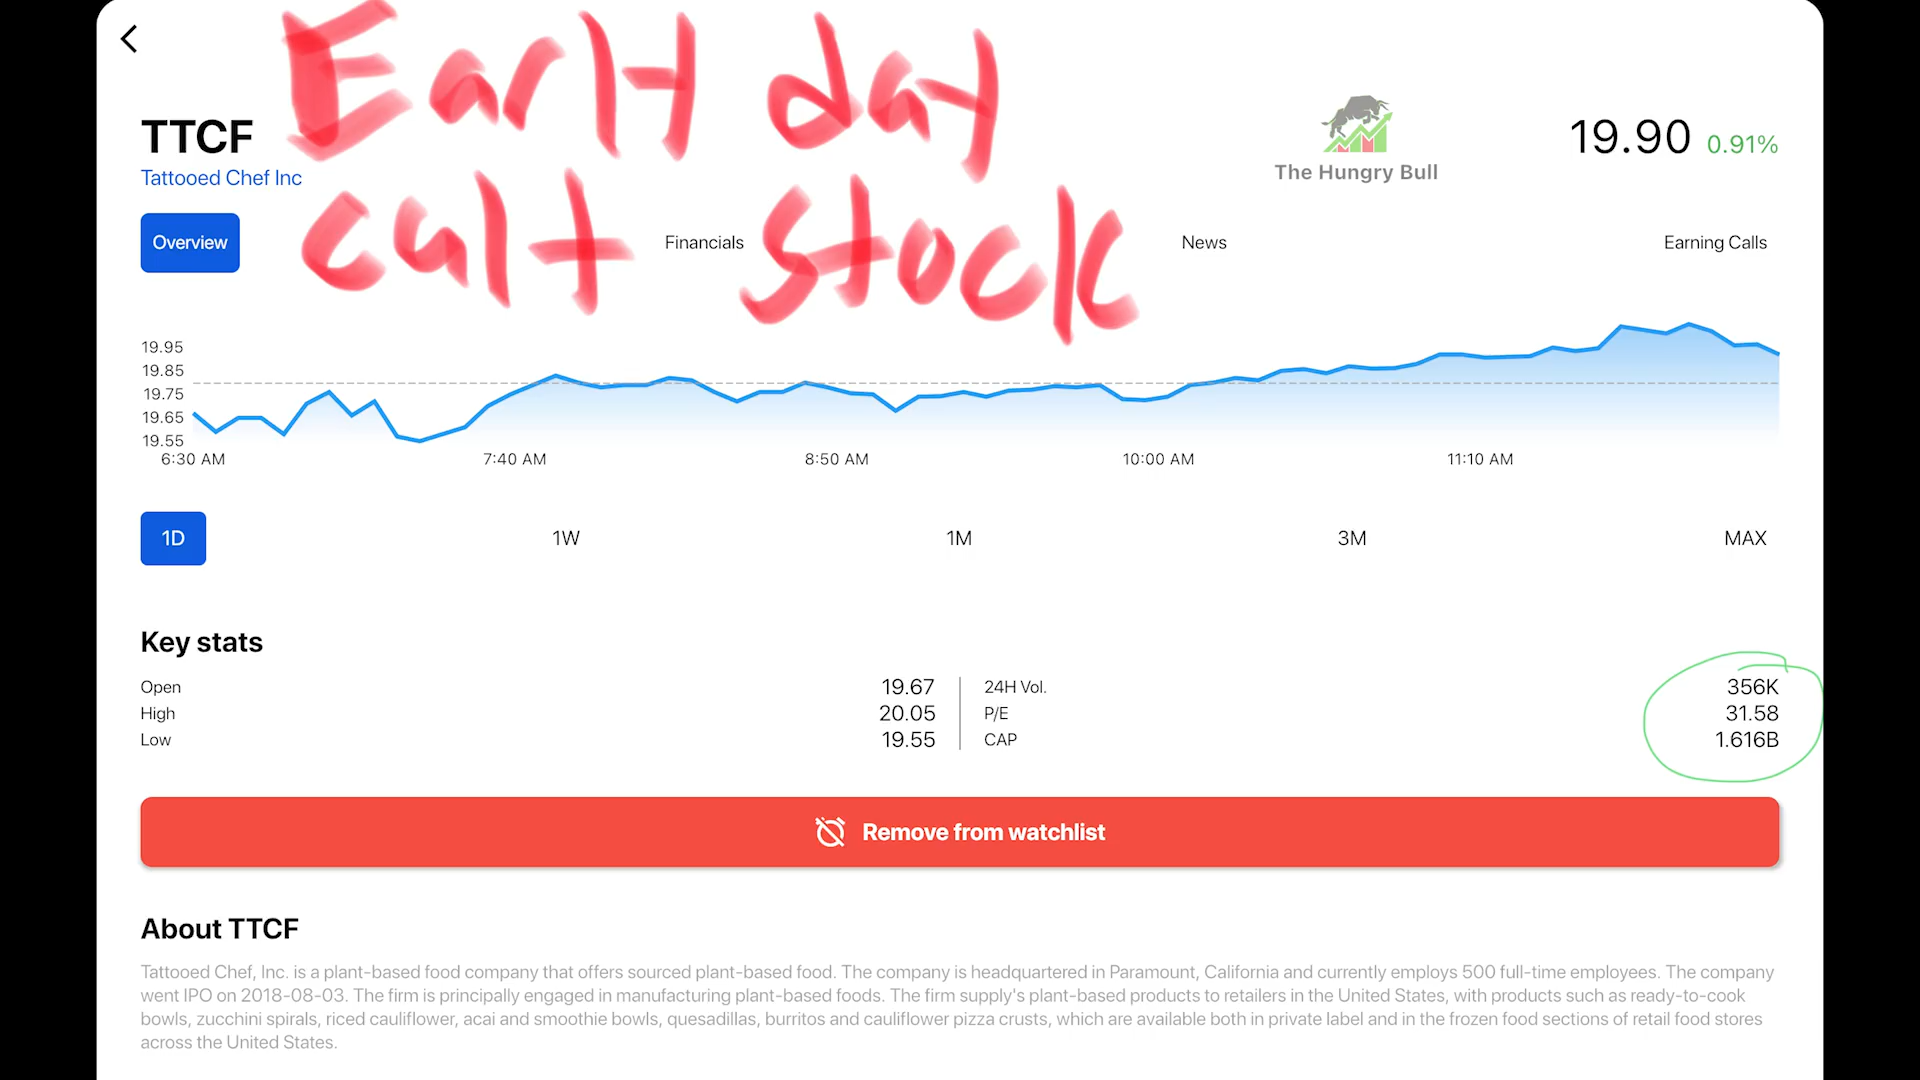 Early day
cult stock
TTCF
Tattooed Chef Inc
The Hungry Bull
19.90 0.91%
Overview
Financials
News
Earning Calls
19.95
19.85
19.75
19.65
19.55
6:30 AM 7:40 AM 8:50 AM 10:00 AM 11:10 AM
1D 1W 1M 3M MAX
Key stats
Open 19.67 24H Vol. 356K
High 20.05 P/E 31.58
Low 19.55 CAP 1.616B
Remove from watchlist
About TTCF
Tattooed Chef, Inc. is a plant-based food company that offers sourced plant-based food. The company is headquartered in Paramount, California and currently employs 500 full-time employees. The company
went IPO on 2018-08-03. The firm is principally engaged in manufacturing plant-based foods. The firm supply's plant-based products to retailers in the United States, with products such as ready-to-cook
bowls, zucchini spirals, riced cauliflower, acai and smoothie bowls, quesadillas, burritos and cauliflower pizza crusts, which are available both in private label and in the frozen food sections of retail food stores
across the United States.